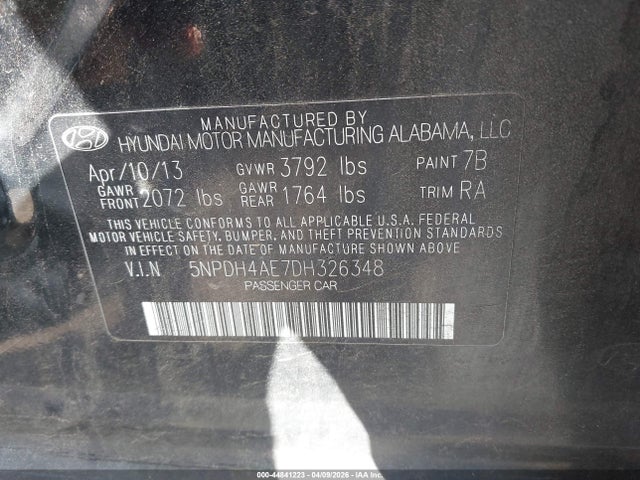 MANUFACTURED BY
HYUNDAI MOTOR MANUFACTURING ALABAMA, LLC
Apr/10/13 GVWR 3792 lbs PAINT 7B
GAWR FRONT 2072 lbs GAWR REAR 1764 lbs TRIM RA
THIS VEHICLE CONFORMS TO ALL APPLICABLE U.S.A. FEDERAL
MOTOR VEHICLE SAFETY, BUMPER, AND THEFT PREVENTION
STANDARDS IN EFFECT ON THE DATE OF MANUFACTURE SHOWN ABOVE
V.I.N 5NPDH4AE7DH326348
PASSENGER CAR
000-44841223 - 04/09/2026 - IAAI.COM